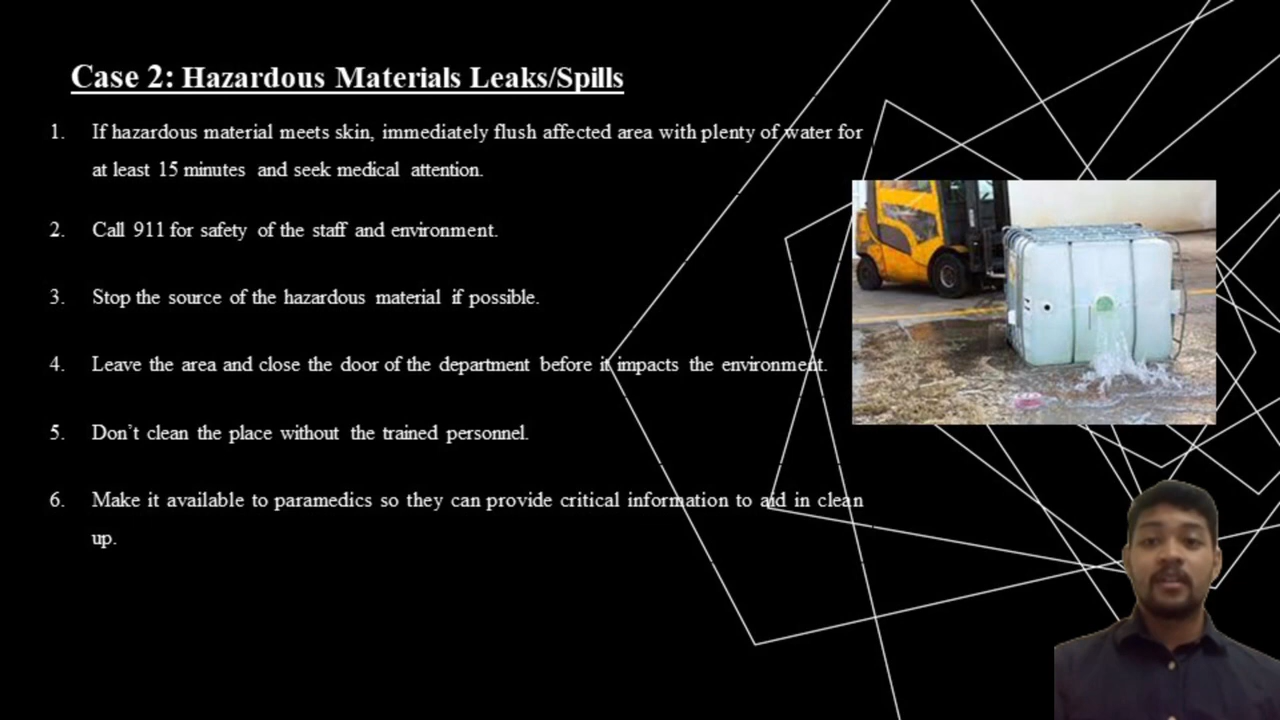 Case 2: Hazardous Materials Leaks/Spills
1. If hazardous material meets skin, immediately flush affected area with plenty of water for
at least 15 minutes and seek medical attention.
2. Call 911 for safety of the staff and environment.
3. Stop the source of the hazardous material if possible.
4. Leave the area and close the door of the department before it impacts the environment.
5. Don’t clean the place without the trained personnel.
6. Make it available to paramedics so they can provide critical information to aid in clean
up.